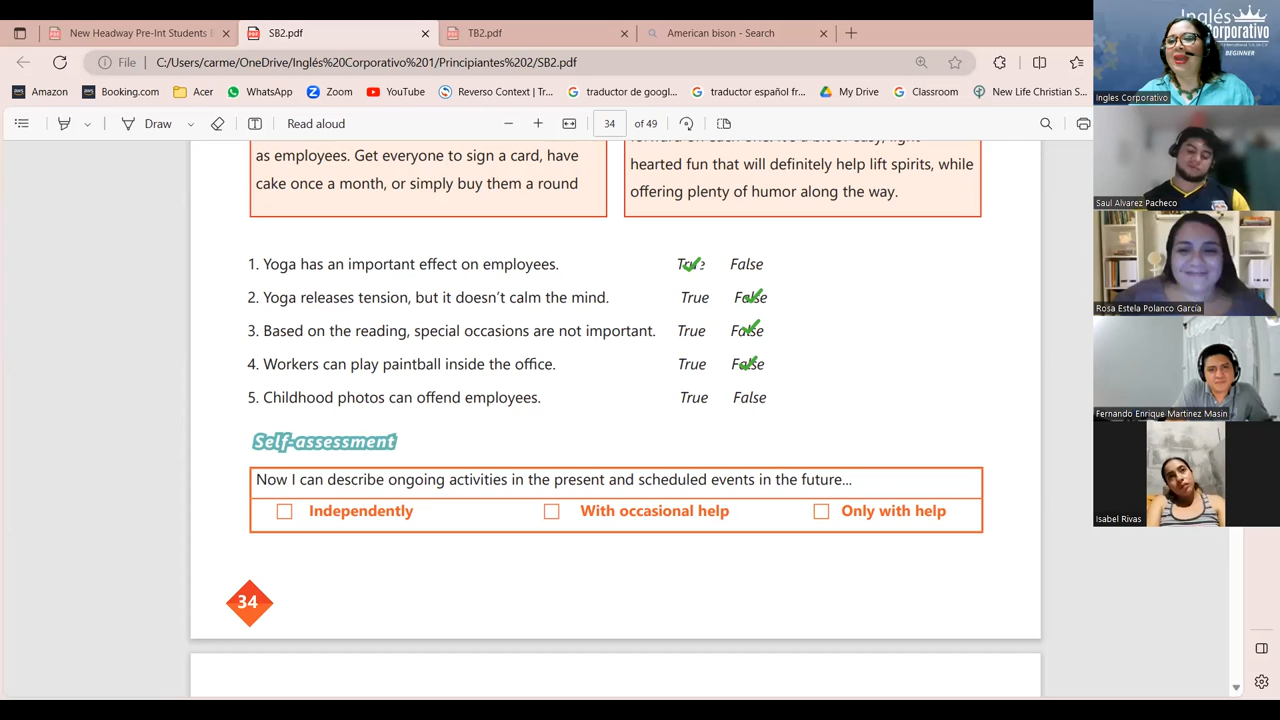 New Headway Pre-Int Students B
SB2.pdf
TB2.pdf
American bison - Search
File
C:/Users/carme/OneDrive/Inglés%20Corporativo%201/Principiantes%202/SB2.pdf
Amazon
Booking.com
Acer
WhatsApp
YouTube
Zoom
Reverso Context | Tr...
traductor de googl...
traductor español fr...
My Drive
Classroom
New Life Christian S...
Draw
Read aloud
34
of 49
as employees. Get everyone to sign a card, have
cake once a month, or simply buy them a round
hearted fun that will definitely help lift spirits, while
offering plenty of humor along the way.
1. Yoga has an important effect on employees. True False
2. Yoga releases tension, but it doesn't calm the mind. True False
3. Based on the reading, special occasions are not important. True False
4. Workers can play paintball inside the office. True False
5. Childhood photos can offend employees. True False
Self-assessment
Now I can describe ongoing activities in the present and scheduled events in the future...
Independently
With occasional help
Only with help
34
Inglés
Corporativo
BEGINNER
Ingles Corporativo
Saul Alvarez Pacheco
Rosa Estela Polanco García
Fernando Enrique Martinez Masin
Isabel Rivas